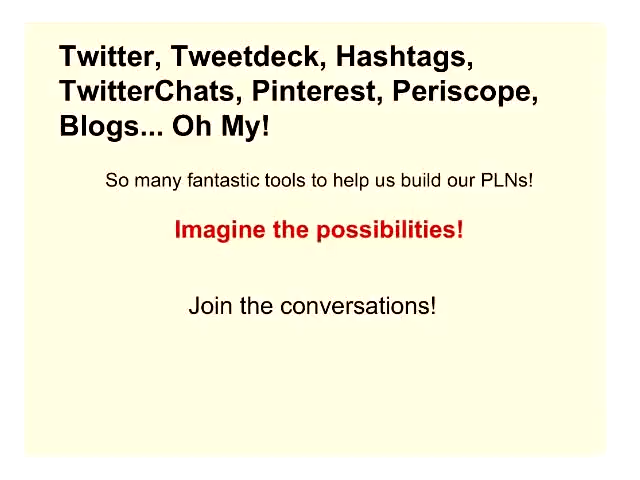 Twitter, Tweetdeck, Hashtags,
TwitterChats, Pinterest, Periscope,
Blogs... Oh My!
So many fantastic tools to help us build our PLNs!
Imagine the possibilities!
Join the conversations!